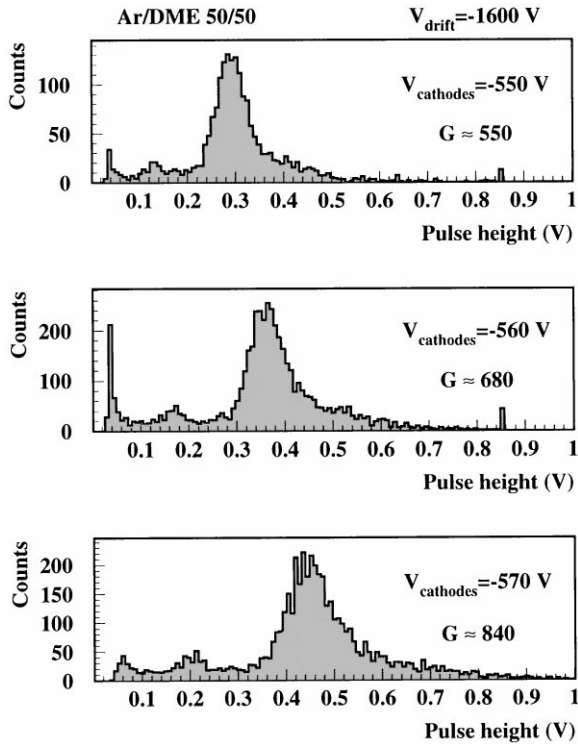 Ar/DME 50/50 V_drift=-1600 V
Counts
100
50
0
V_cathodes=-550 V
G ≈ 550
0.1 0.2 0.3 0.4 0.5 0.6 0.7 0.8 0.9 1
Pulse height (V)
Counts
200
100
0
V_cathodes=-560 V
G ≈ 680
0.1 0.2 0.3 0.4 0.5 0.6 0.7 0.8 0.9 1
Pulse height (V)
Counts
200
150
100
50
0
V_cathodes=-570 V
G ≈ 840
0.1 0.2 0.3 0.4 0.5 0.6 0.7 0.8 0.9 1
Pulse height (V)